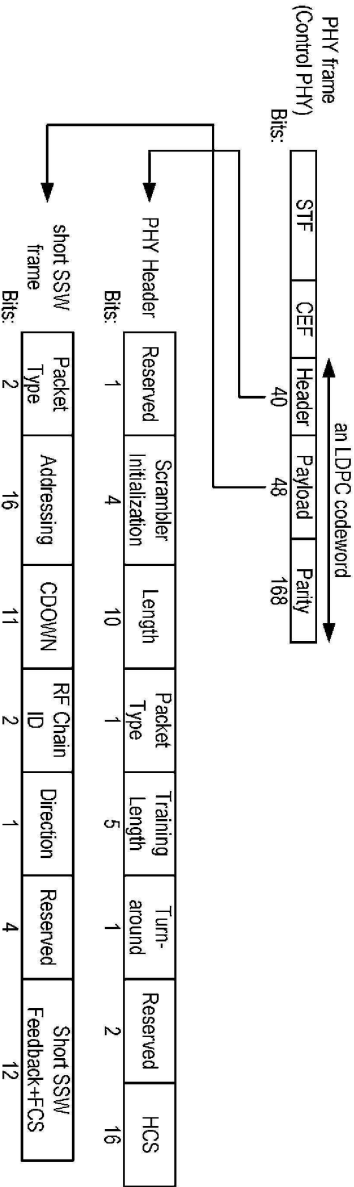 PHY frame
(Control PHY)
an LDPC codeword
STF CEF Header Payload Parity
Bits: 40 48 168
PHY Header
Reserved Scrambler Initialization Length Packet Type Training Length Turn-around Reserved HCS
Bits: 1 4 10 1 5 1 2 16
short SSW
frame
Packet Type Addressing CDOWN RF Chain ID Direction Reserved Short SSW Feedback+FCS
Bits: 2 16 11 2 1 4 12